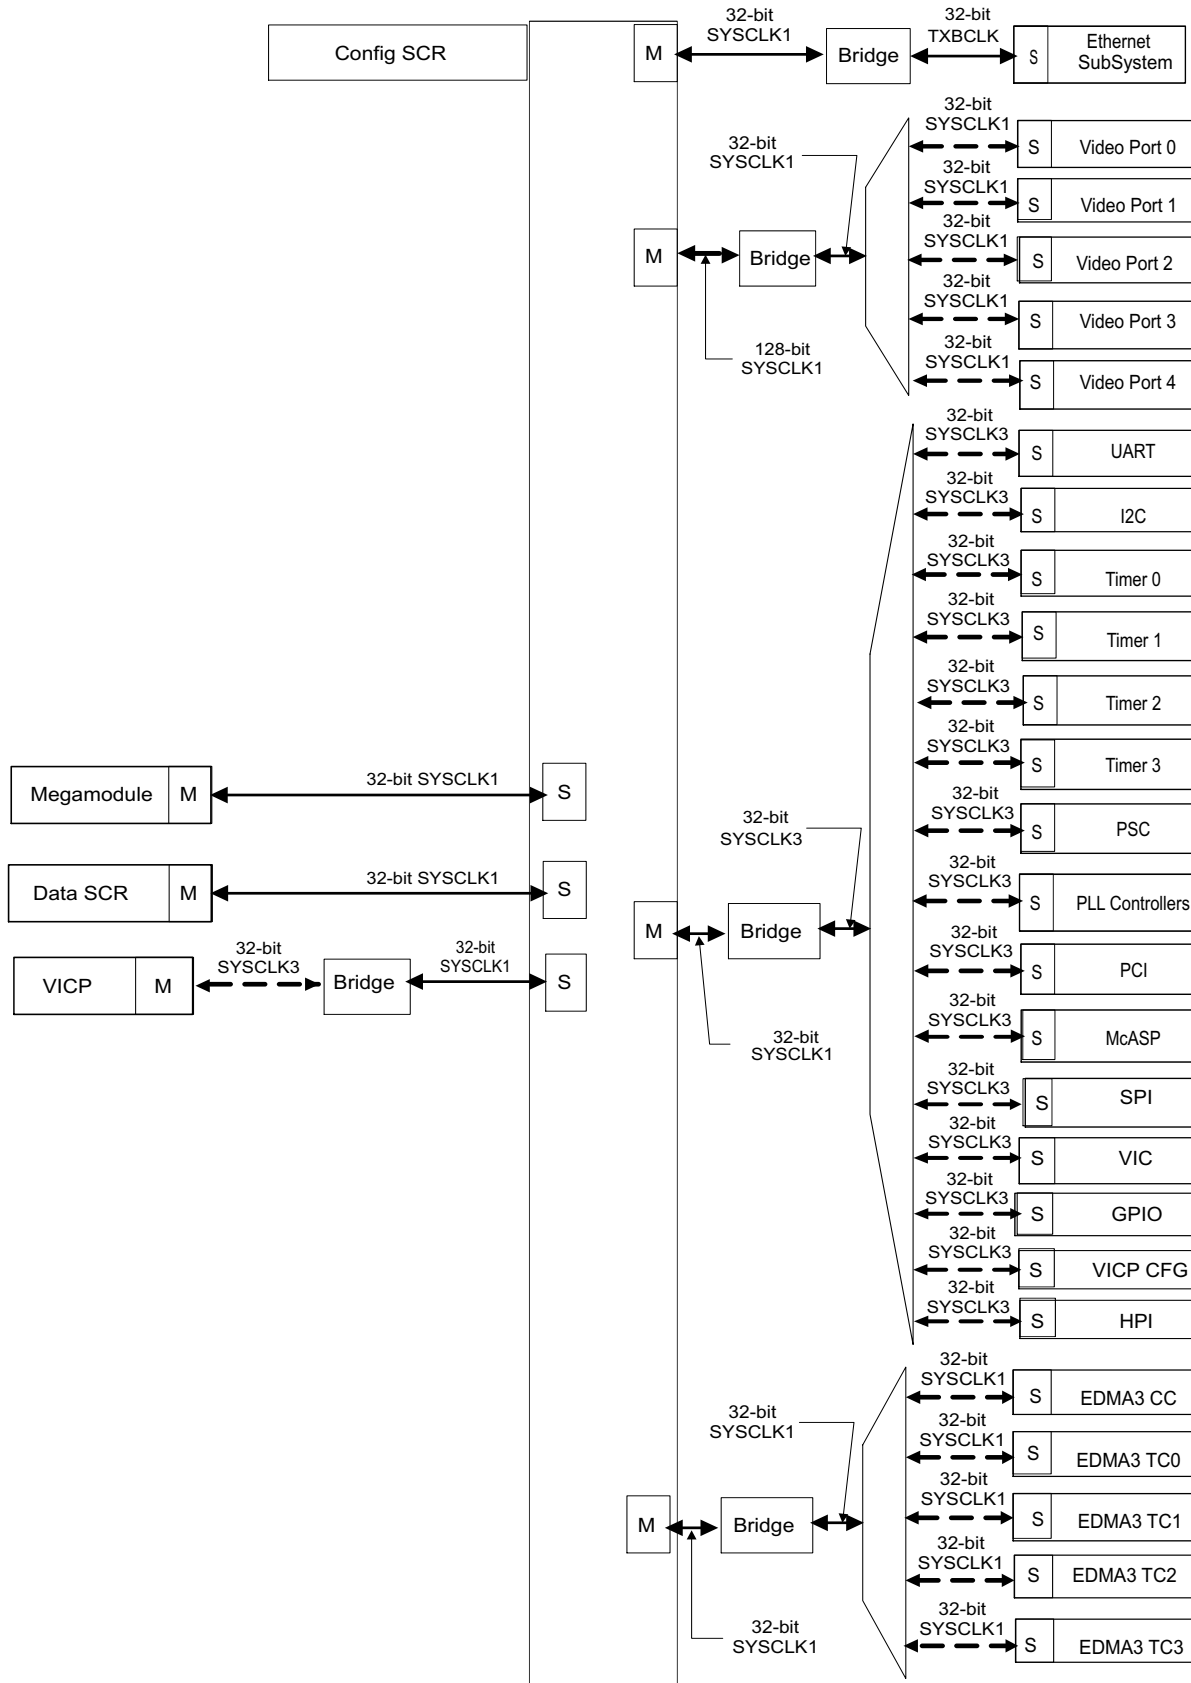 Config SCR
M
32-bit
SYSCLK1
Bridge
32-bit
TXBCLK
S
Ethernet
SubSystem
32-bit
SYSCLK1
S
Video Port 0
32-bit
SYSCLK1
S
Video Port 1
32-bit
SYSCLK1
M
Bridge
32-bit
SYSCLK1
S
Video Port 2
32-bit
SYSCLK1
S
Video Port 3
128-bit
SYSCLK1
32-bit
SYSCLK1
S
Video Port 4
32-bit
SYSCLK3
S
UART
32-bit
SYSCLK3
S
I2C
32-bit
SYSCLK3
S
Timer 0
32-bit
SYSCLK3
S
Timer 1
32-bit
SYSCLK3
S
Timer 2
32-bit
SYSCLK3
S
Timer 3
Megamodule
M
32-bit SYSCLK1
S
32-bit
SYSCLK3
32-bit
SYSCLK3
S
PSC
Data SCR
M
32-bit SYSCLK1
S
32-bit
SYSCLK3
S
PLL Controllers
M
Bridge
VICP
M
32-bit
SYSCLK3
Bridge
32-bit
SYSCLK1
S
32-bit
SYSCLK3
S
PCI
32-bit
SYSCLK1
32-bit
SYSCLK3
S
McASP
32-bit
SYSCLK3
S
SPI
32-bit
SYSCLK3
S
VIC
32-bit
SYSCLK3
S
GPIO
32-bit
SYSCLK3
S
VICP CFG
32-bit
SYSCLK3
S
HPI
32-bit
SYSCLK1
S
EDMA3 CC
32-bit
SYSCLK1
32-bit
SYSCLK1
S
EDMA3 TC0
M
Bridge
32-bit
SYSCLK1
S
EDMA3 TC1
32-bit
SYSCLK1
S
EDMA3 TC2
32-bit
SYSCLK1
32-bit
SYSCLK1
S
EDMA3 TC3